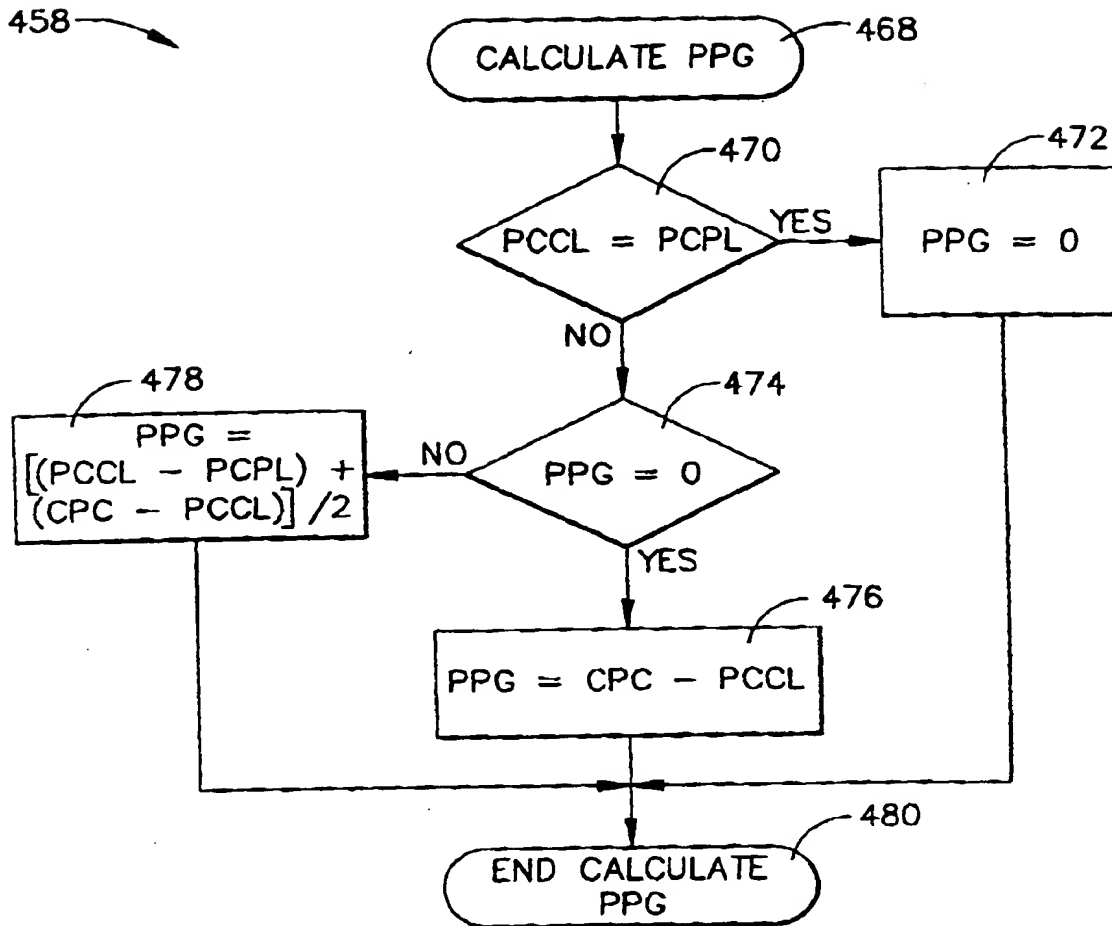 458
CALCULATE PPG
468
470
PCCL = PCPL
YES
472
PPG = 0
NO
474
PPG = 0
NO
478
PPG =
[(PCCL - PCPL) +
(CPC - PCCL)] /2
YES
476
PPG = CPC - PCCL
480
END CALCULATE
PPG